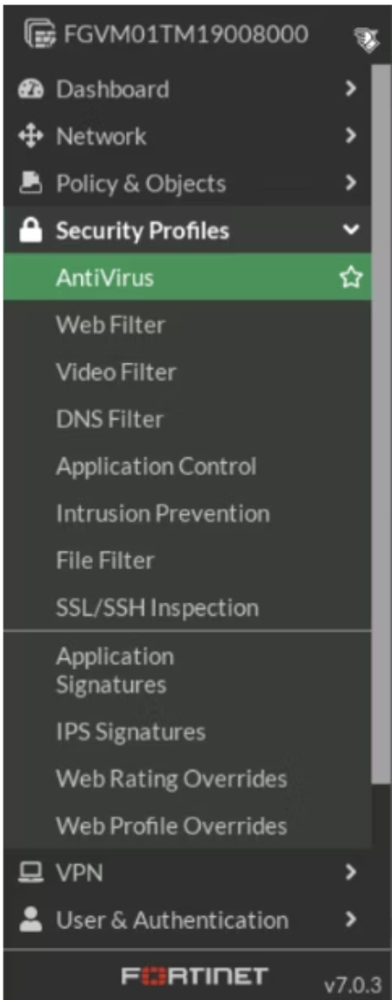 FGVM01TM19008000
Dashboard
Network
Policy & Objects
Security Profiles
AntiVirus
Web Filter
Video Filter
DNS Filter
Application Control
Intrusion Prevention
File Filter
SSL/SSH Inspection
Application
Signatures
IPS Signatures
Web Rating Overrides
Web Profile Overrides
VPN
User & Authentication
FORTINET
v7.0.3